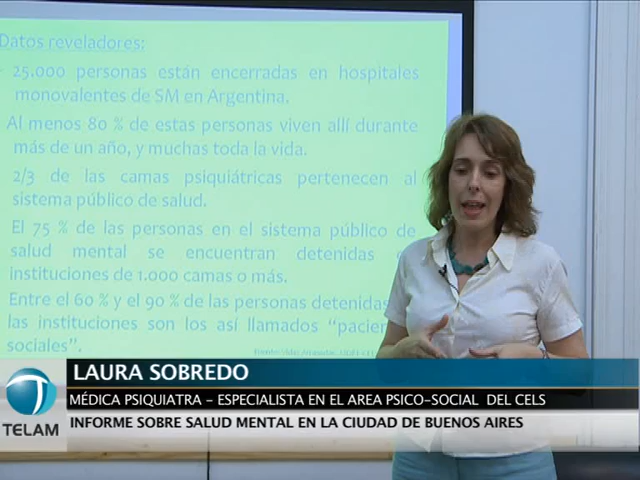 Datos reveladores:
25.000 personas están encerradas en hospitales
monovalentes de SM en Argentina.
Al menos 80 % de estas personas viven allí durante
más de un año, y muchas toda la vida.
2/3 de las camas psiquiátricas pertenecen al
sistema público de salud.
El 75 % de las personas en el sistema público de
salud mental se encuentran detenidas
instituciones de 1.000 camas o más.
Entre el 60 % y el 90 % de las personas detenidas
las instituciones son los así llamados "pacien
sociales".
LAURA SOBREDO
MÉDICA PSIQUIATRA – ESPECIALISTA EN EL AREA PSICO-SOCIAL DEL CELS
INFORME SOBRE SALUD MENTAL EN LA CIUDAD DE BUENOS AIRES
TELAM